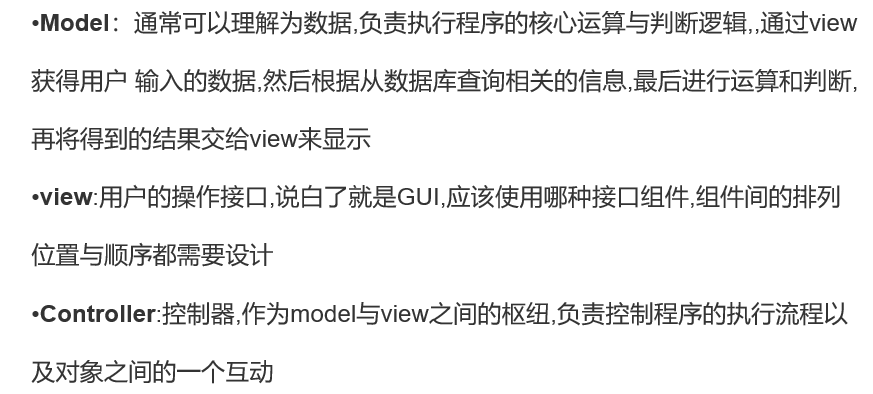 •Model：通常可以理解为数据,负责执行程序的核心运算与判断逻辑,,通过view
获得用户 输入的数据,然后根据从数据库查询相关的信息,最后进行运算和判断,
再将得到的结果交给view来显示
•view:用户的操作接口,说白了就是GUI,应该使用哪种接口组件,组件间的排列
位置与顺序都需要设计
•Controller:控制器,作为model与view之间的枢纽,负责控制程序的执行流程以
及对象之间的一个互动